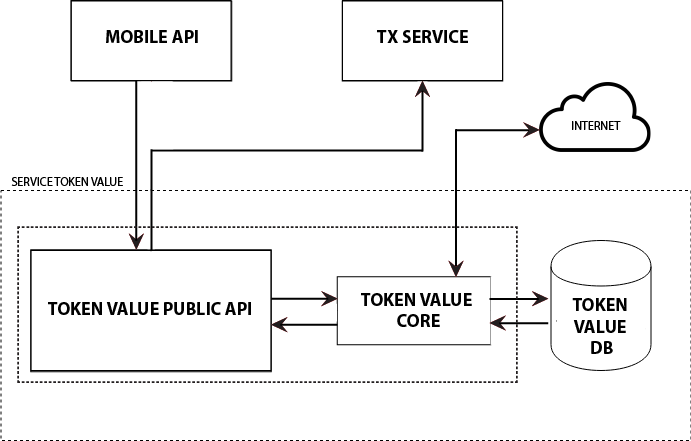 MOBILE API
TX SERVICE
INTERNET
SERVICE TOKEN VALUE
TOKEN VALUE PUBLIC API
TOKEN VALUE
CORE
TOKEN
VALUE
DB